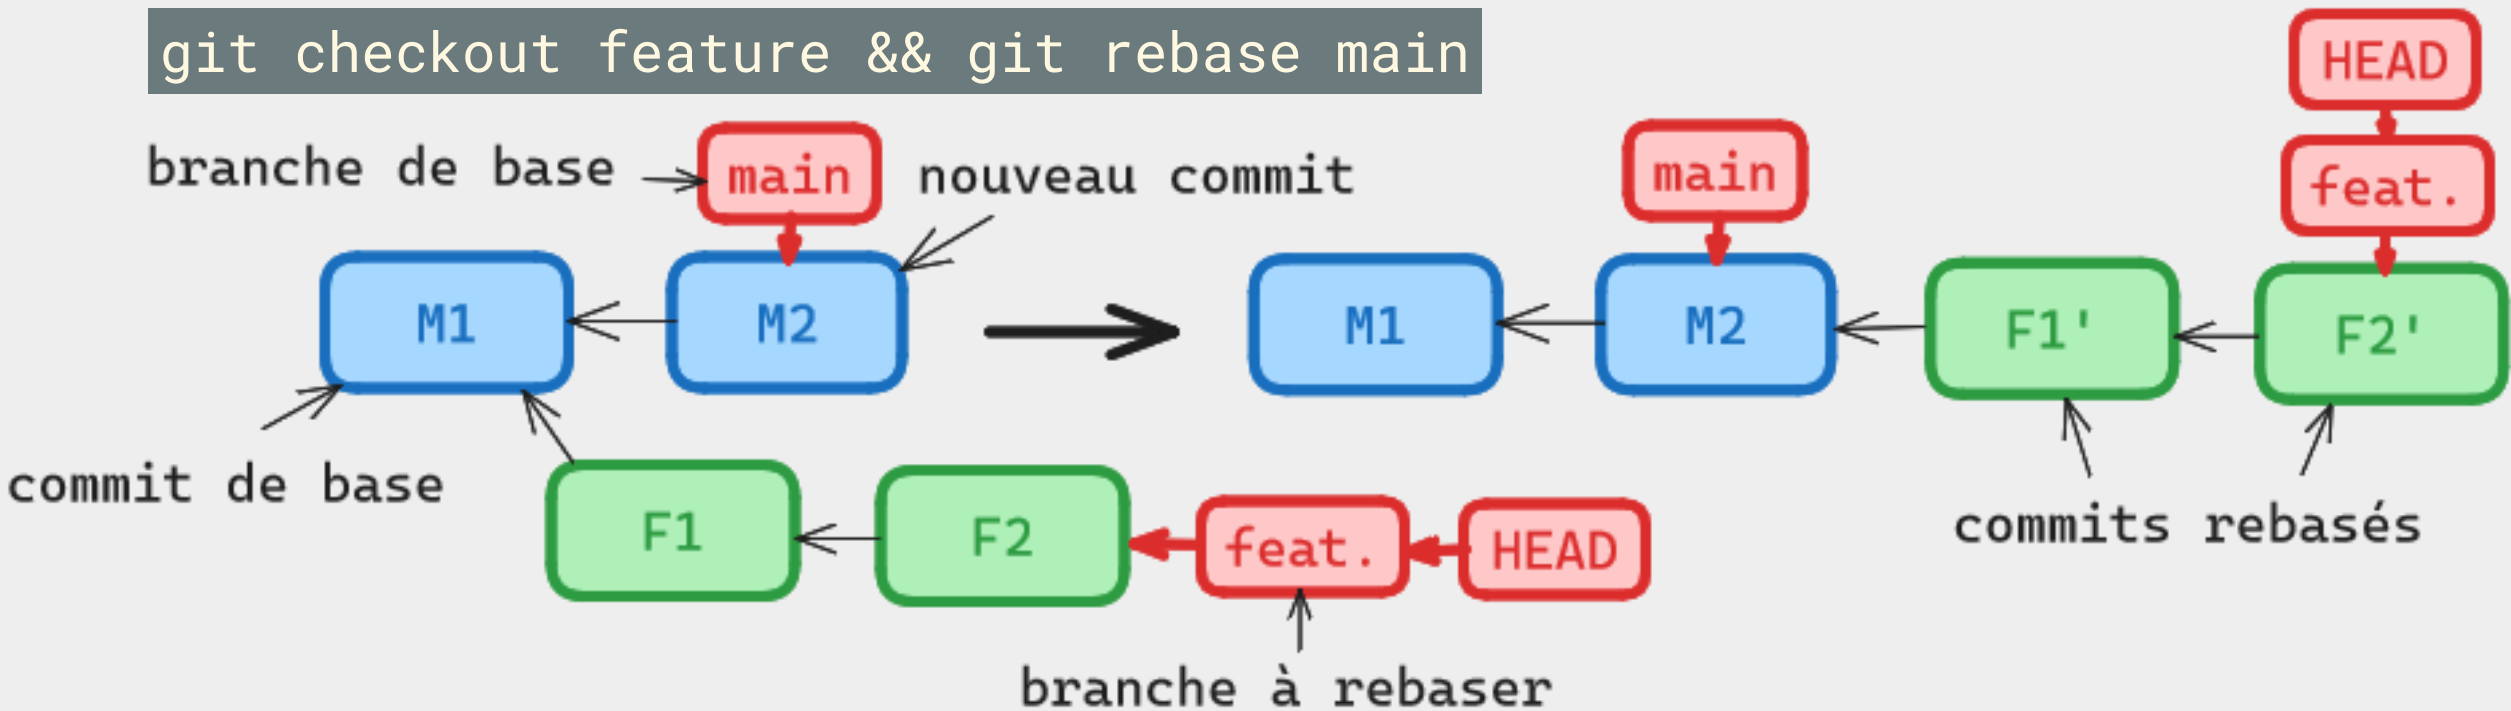 git checkout feature && git rebase main
HEAD
branche de base
main
nouveau commit
main
feat.
M1
M2
M1
M2
F1'
F2'
commit de base
F1
F2
feat.
HEAD
commits rebasés
branche à rebaser